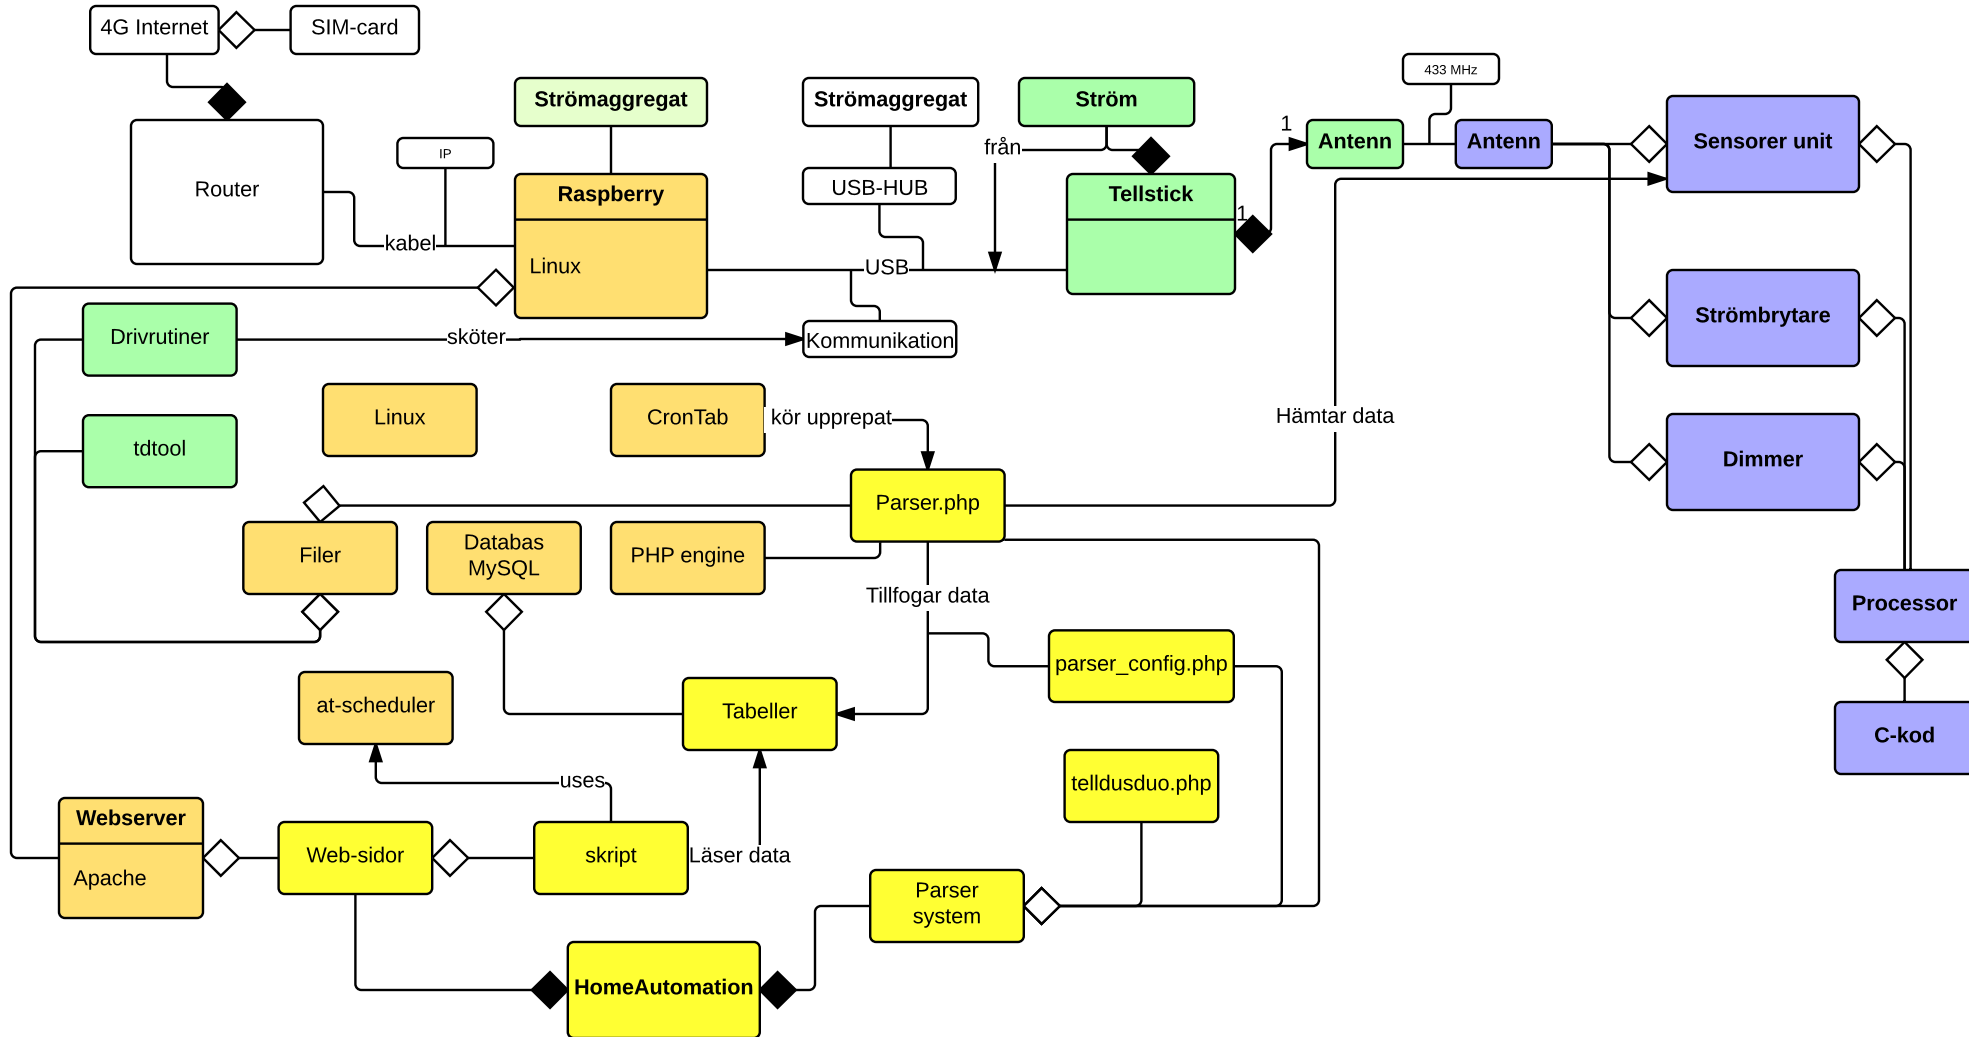 4G Internet
SIM-card
433 MHz
Strömaggregat
Strömaggregat
Ström
1
Antenn
Antenn
Sensorer unit
IP
från
Router
Raspberry
USB-HUB
Tellstick
1
kabel
Linux
USB
Drivrutiner
sköter
Kommunikation
Strömbrytare
Linux
CronTab
kör upprepat
Hämtar data
tdtool
Dimmer
Parser.php
Filer
Databas
MySQL
PHP engine
Tillfogar data
Processor
parser_config.php
at-scheduler
Tabeller
C-kod
uses
telldusduo.php
Webserver
Apache
Web-sidor
skript
Läser data
Parser
system
HomeAutomation